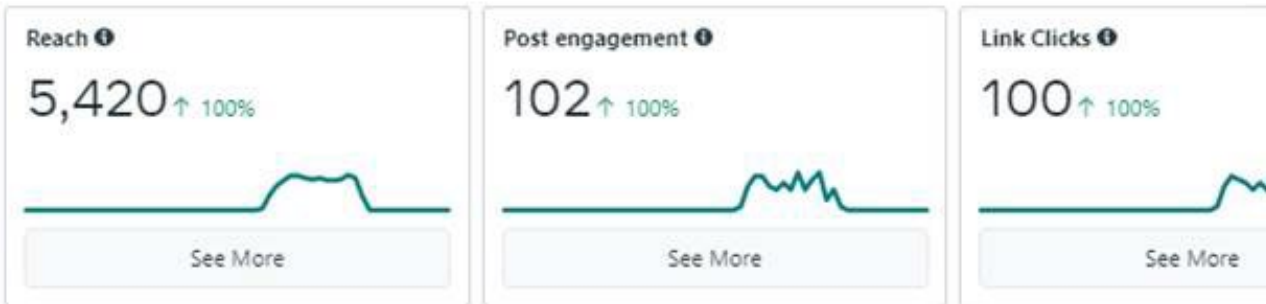 Reach
5,420 ↑ 100%
See More
Post engagement
102 ↑ 100%
See More
Link Clicks
100 ↑ 100%
See More